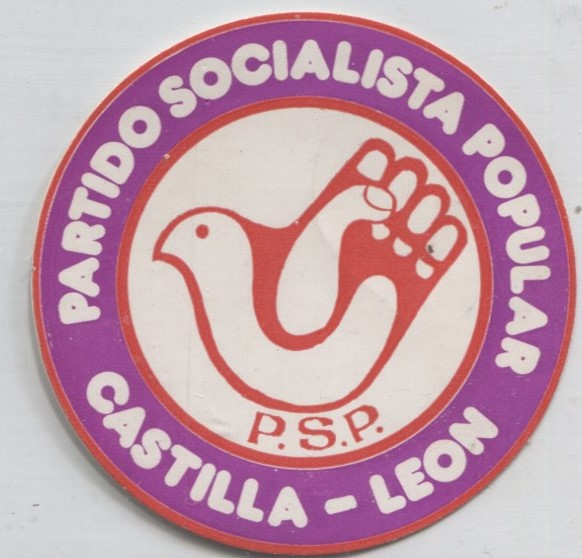 PARTIDO SOCIALISTA POPULAR
P.S.P.
CASTILLA - LEON